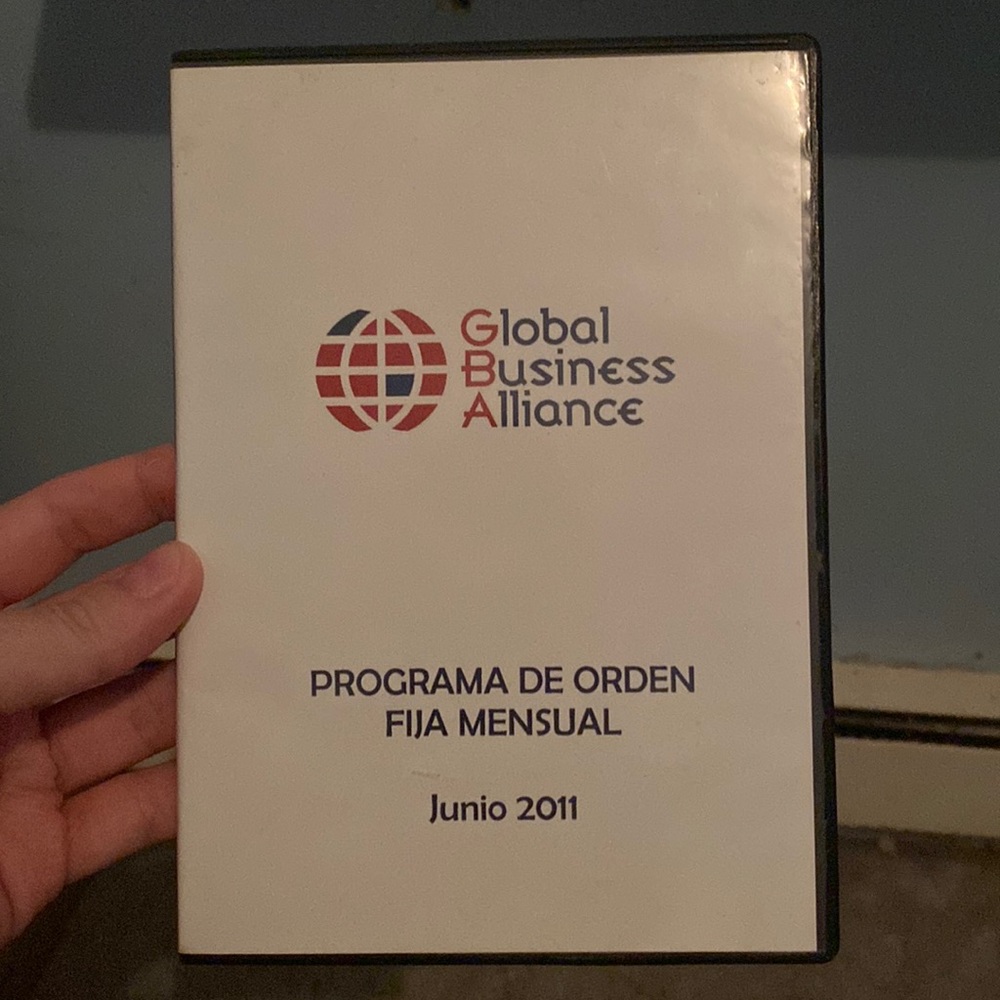 Global
Business
Alliance
PROGRAMA DE ORDEN
FIJA MENSUAL
Junio 2011